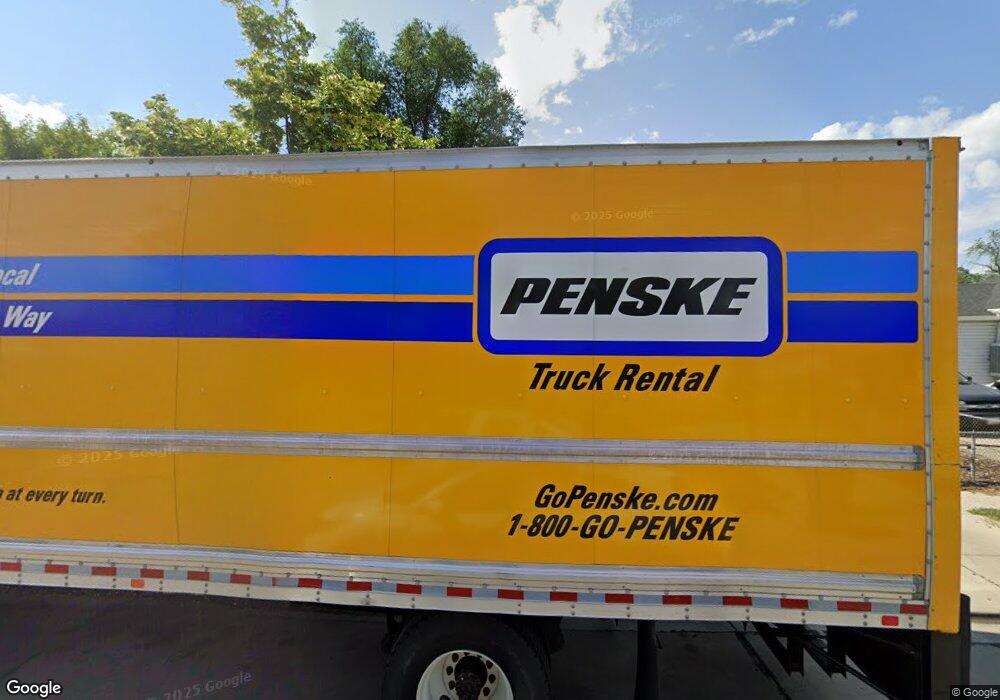 ocal
Way
PENSKE
Truck Rental
at every turn.
GoPenske.com
1-800-GO-PENSKE
© 2025 Google
© 2025 Google
© 2025 Google
© 2025 Google
Google
© Google